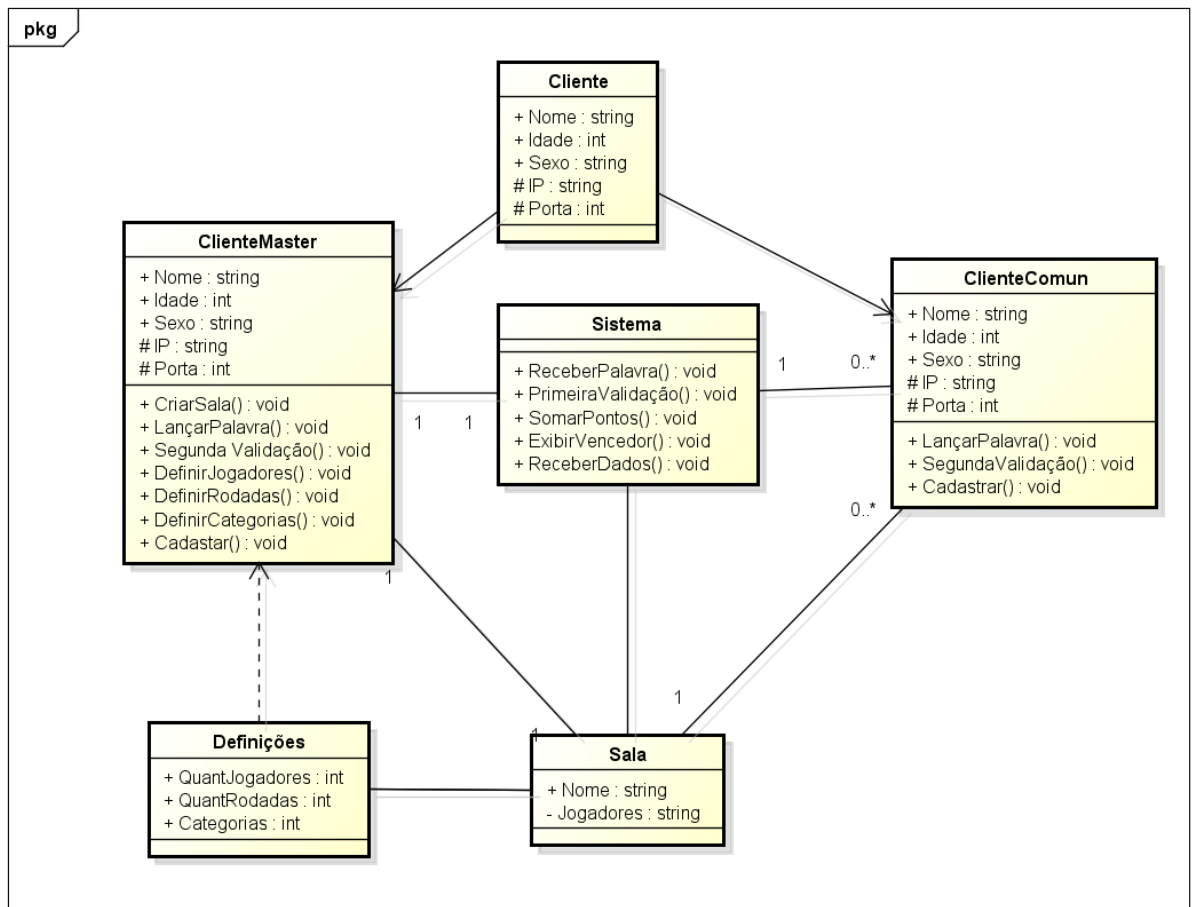 pkg
Cliente
+ Nome : string
+ Idade : int
+ Sexo : string
# IP : string
# Porta : int
ClienteMaster
+ Nome : string
+ Idade : int
+ Sexo : string
# IP : string
# Porta : int
+ CriarSala() : void
+ LançarPalavra() : void
+ Segunda Validação() : void
+ DefinirJogadores() : void
+ DefinirRodadas() : void
+ DefinirCategorias() : void
+ Cadastar() : void
Sistema
+ ReceberPalavra() : void
+ PrimeiraValidação() : void
+ SomarPontos() : void
+ ExibirVencedor() : void
+ ReceberDados() : void
ClienteComun
+ Nome : string
+ Idade : int
+ Sexo : string
# IP : string
# Porta : int
+ LançarPalavra() : void
+ SegundaValidação() : void
+ Cadastrar() : void
1
0..*
1
1
0..*
1
1
1
Definições
+ QuantJogadores : int
+ QuantRodadas : int
+ Categorias : int
Sala
+ Nome : string
- Jogadores : string